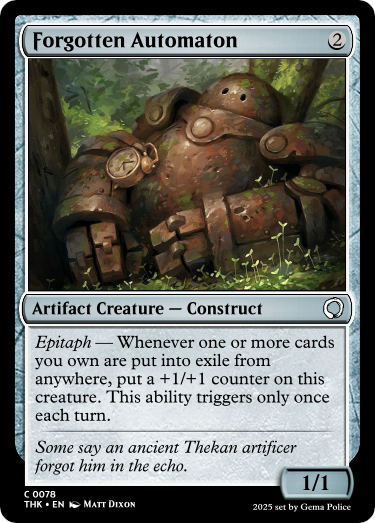 Forgotten Automaton 2
Artifact Creature — Construct
Epitaph — Whenever one or more cards
you own are put into exile from
anywhere, put a +1/+1 counter on this
creature. This ability triggers only once
each turn.
Some say an ancient Thekan artificer
forgot him in the echo.
1/1
C 0078
THK • EN Matt Dixon
2025 set by Gema Police